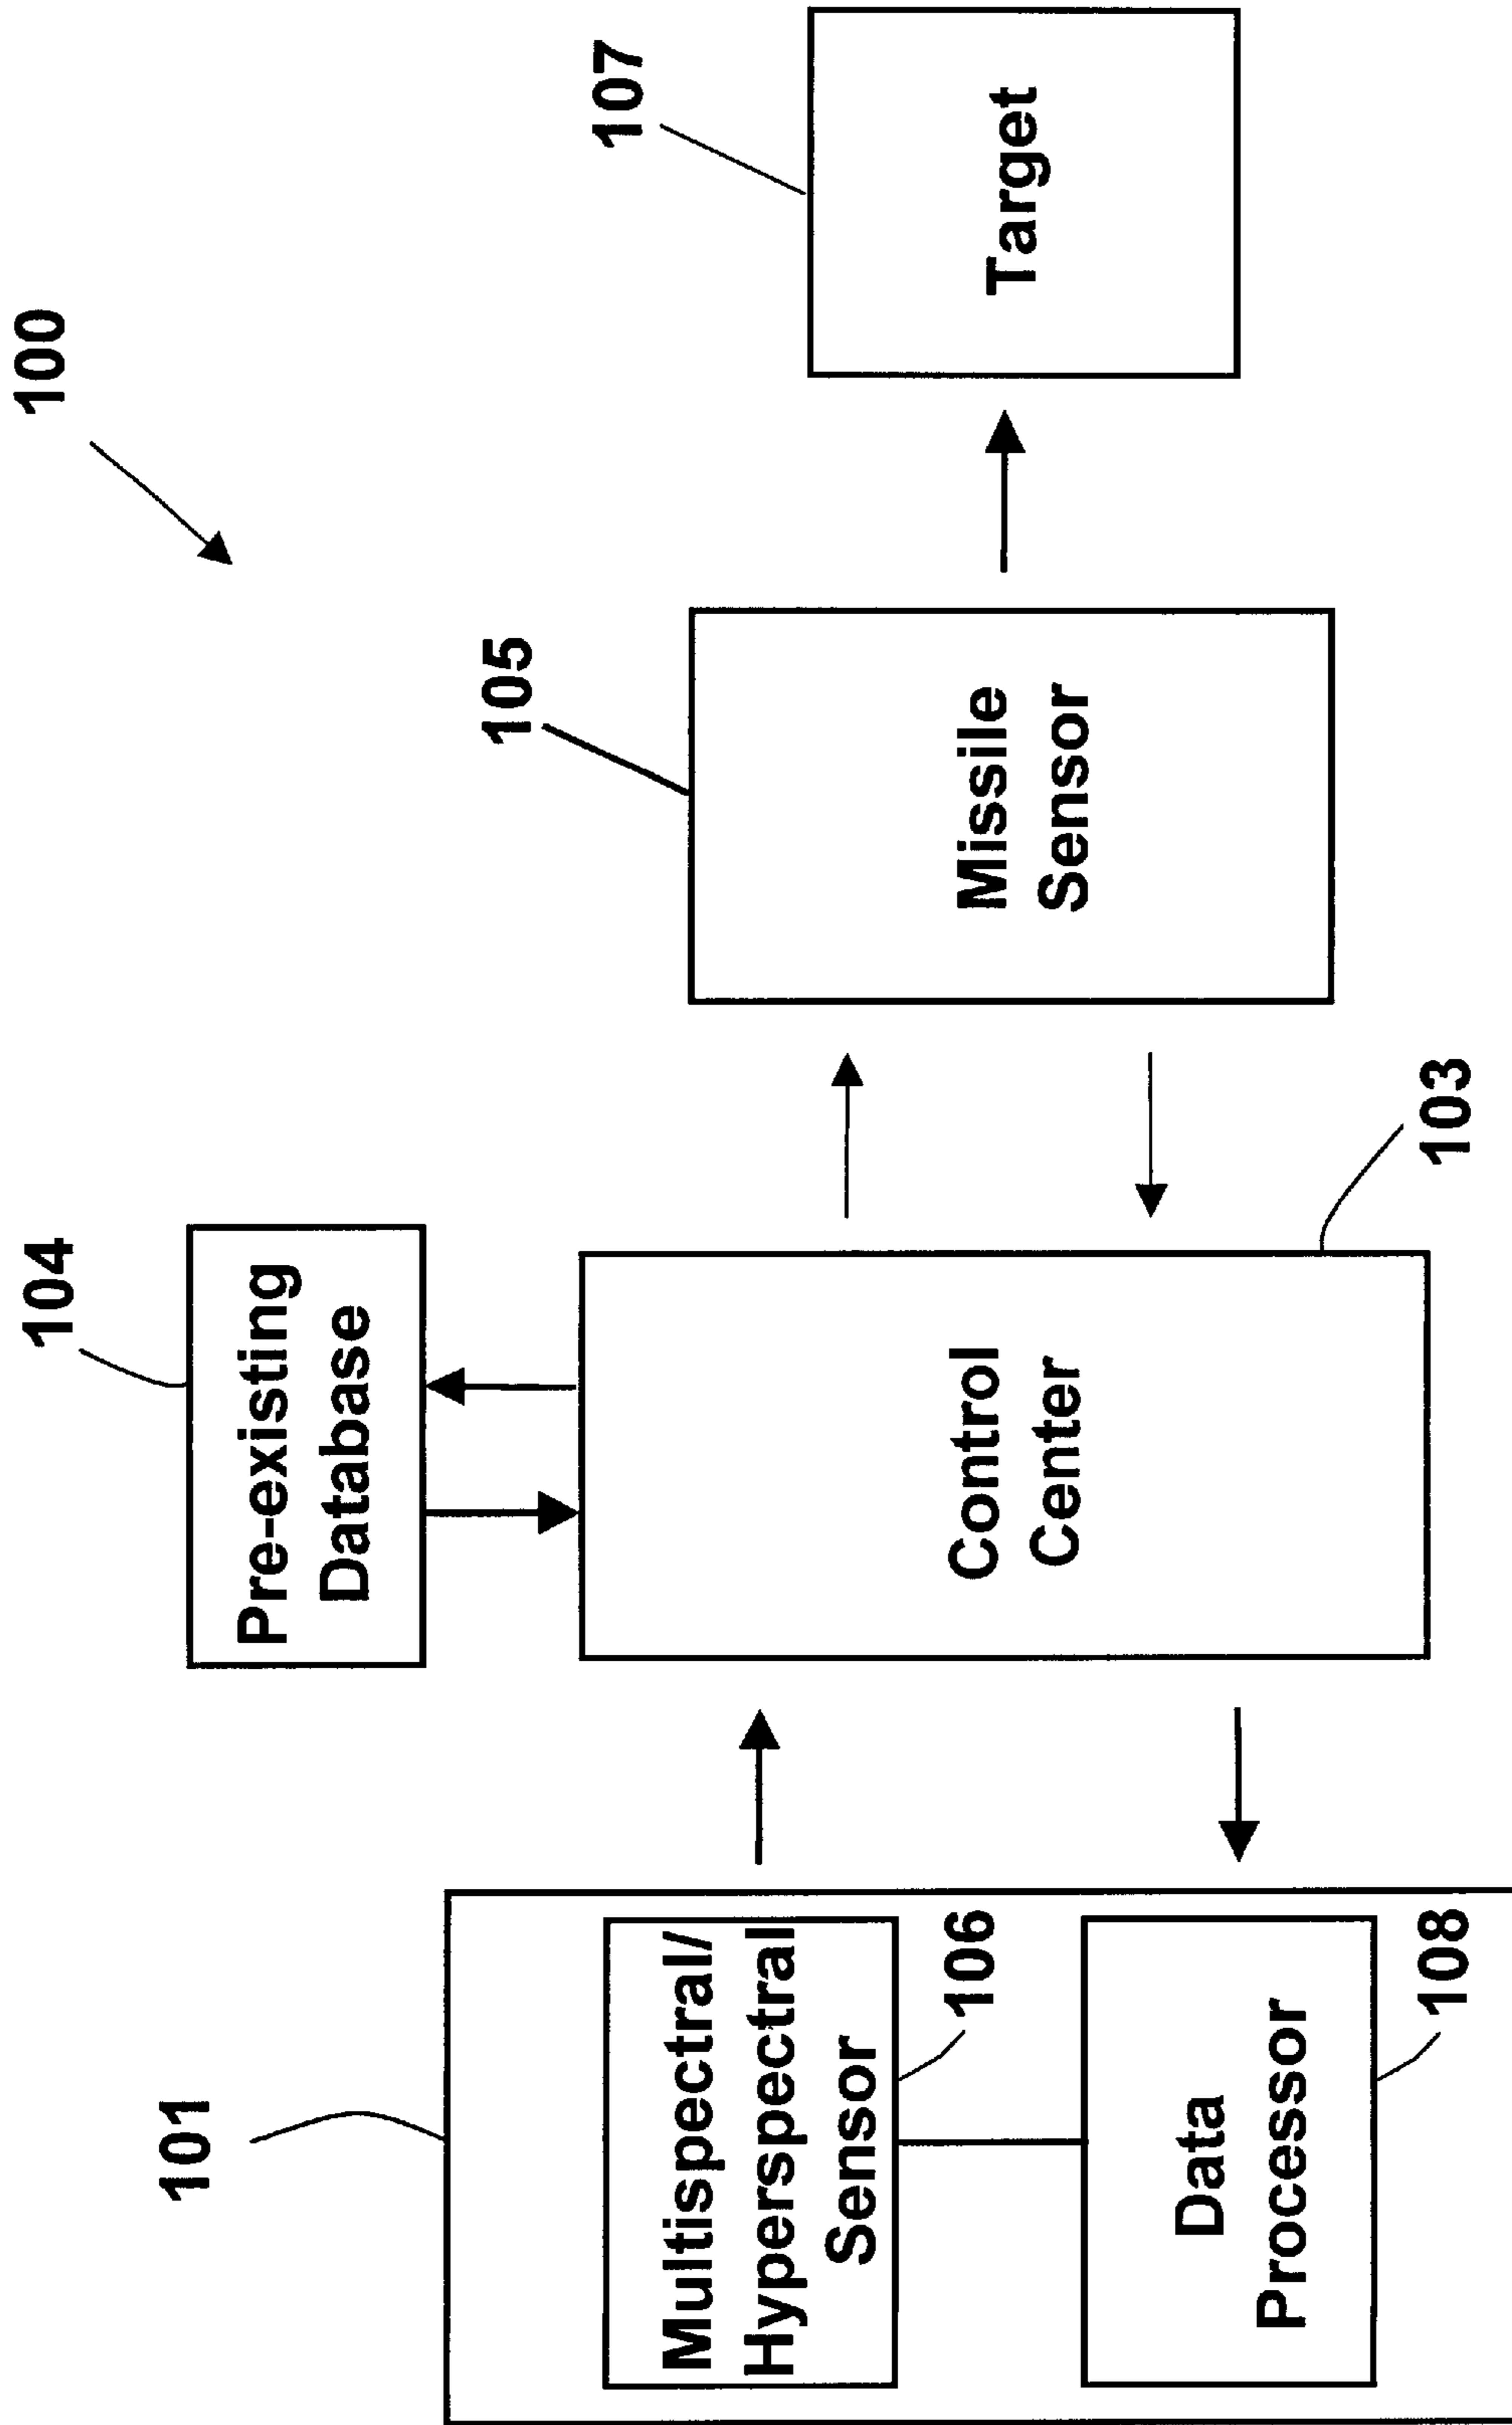 100
101
Multispectral/
Hyperspectral
Sensor
106
Data
Processor
108
104
Pre-existing
Database
Control
Center
103
105
Missile
Sensor
107
Target